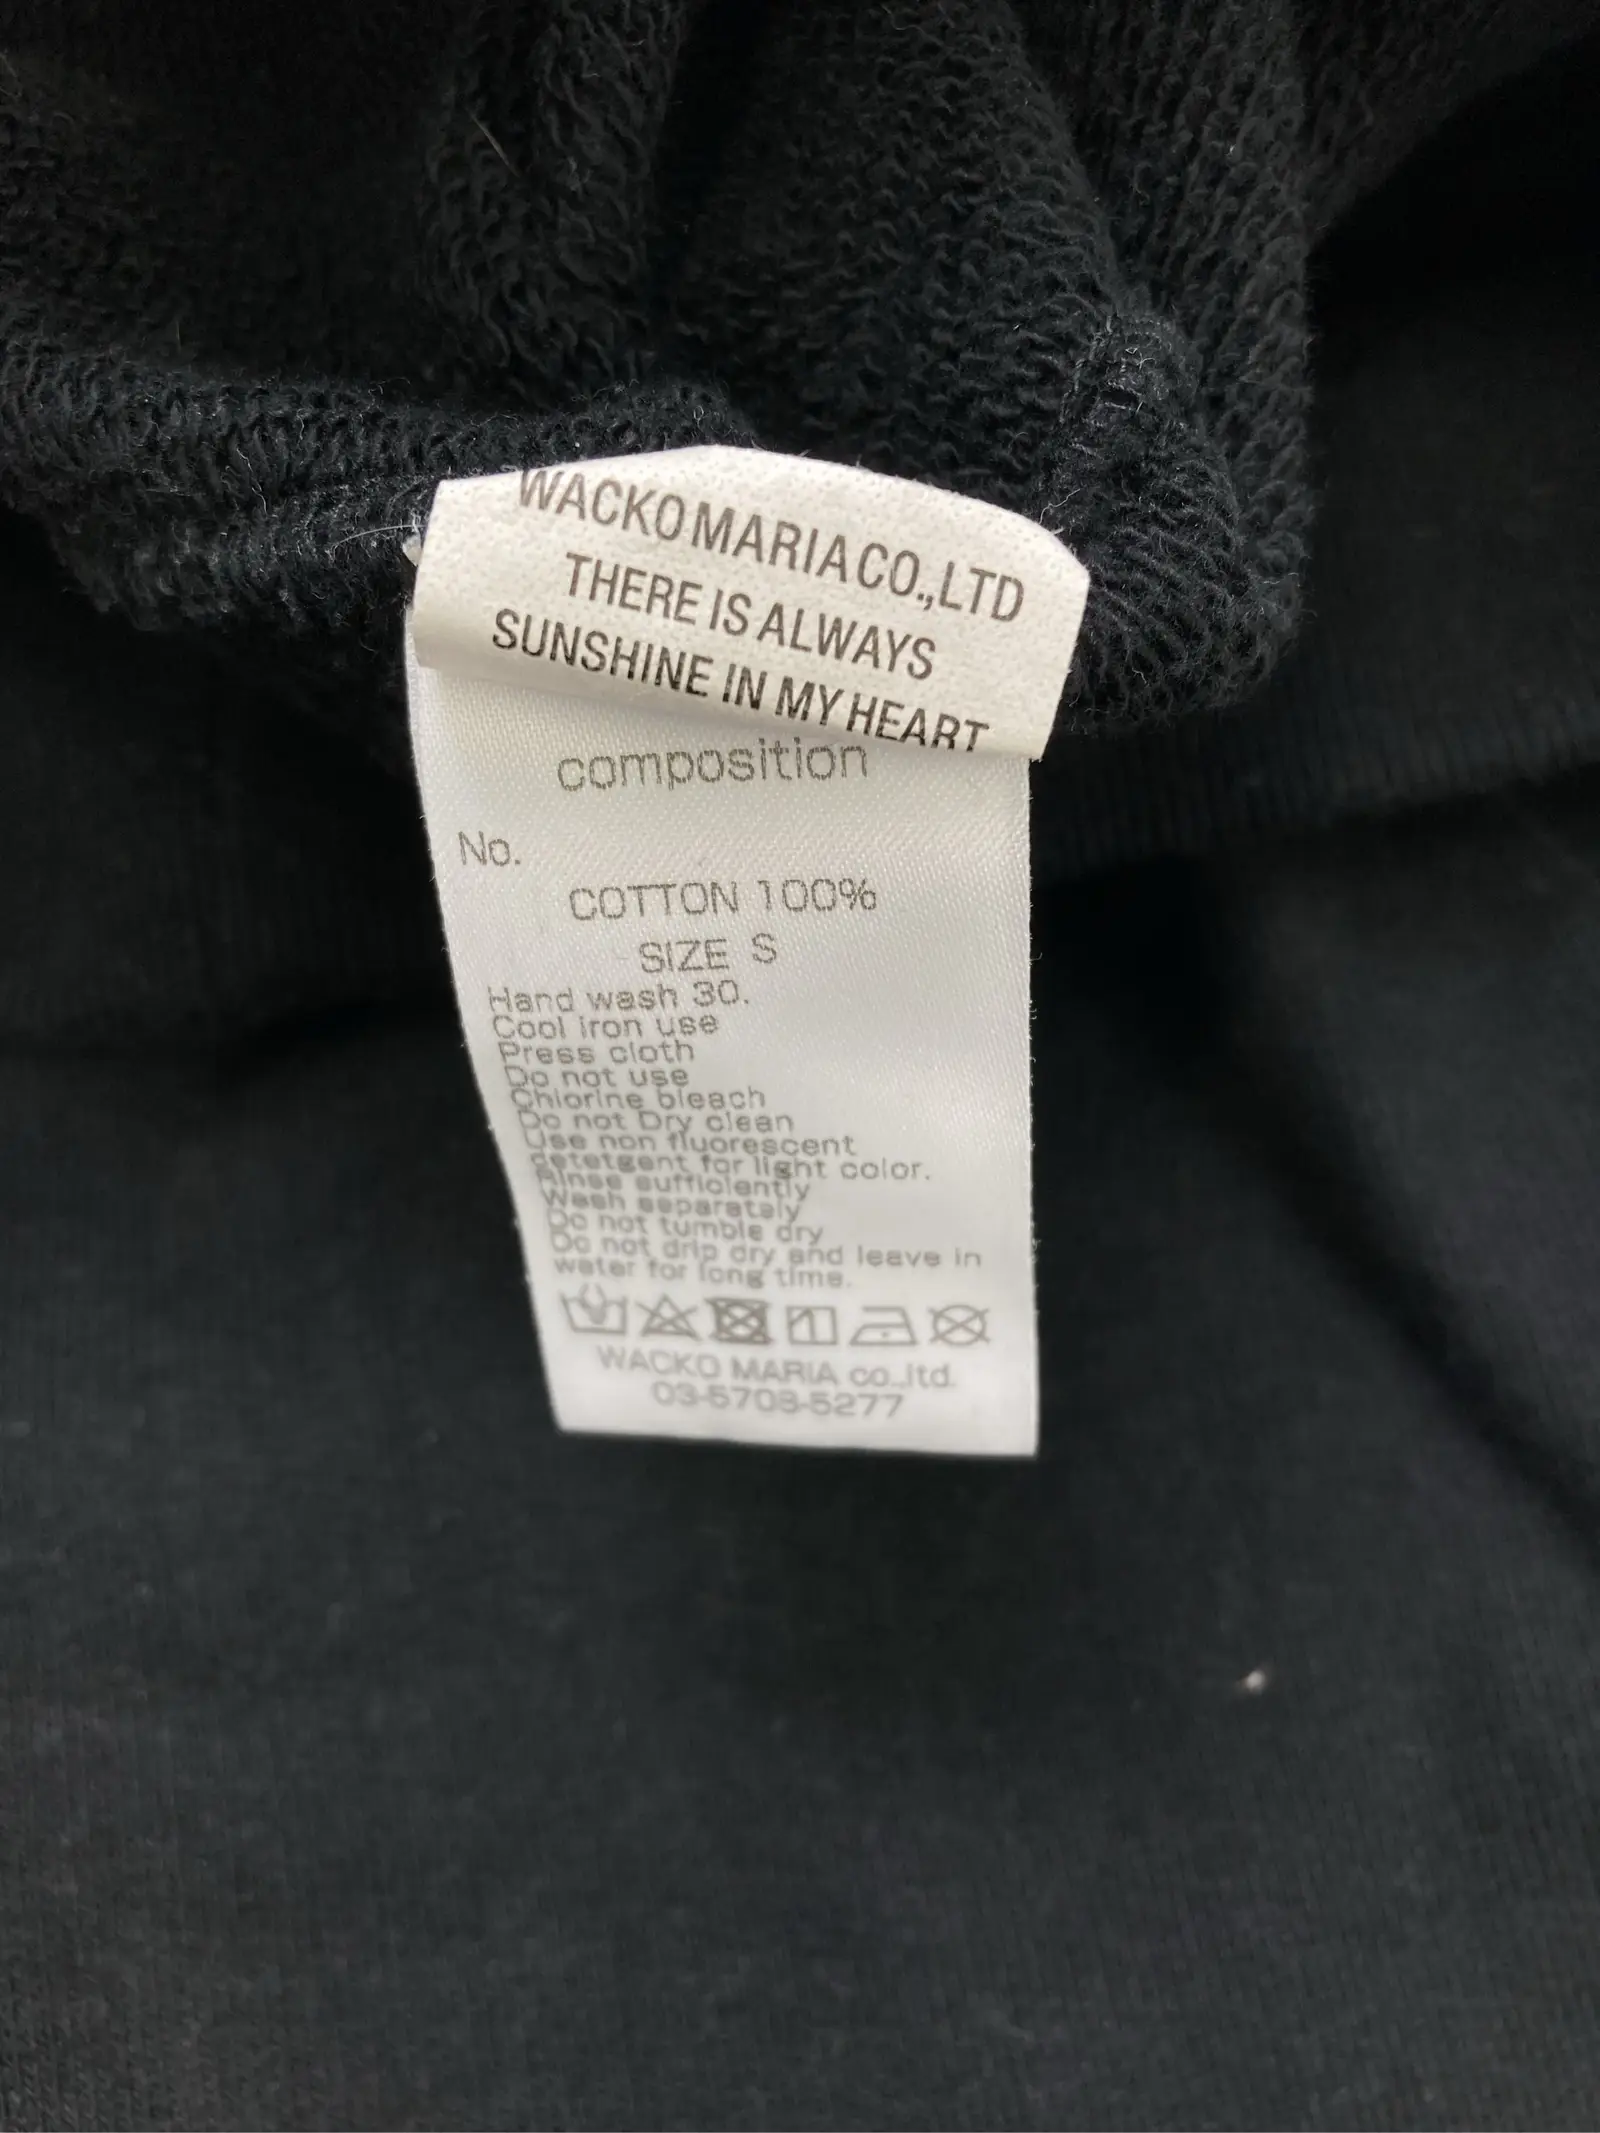 WACKO MARIA CO.,LTD
THERE IS ALWAYS
SUNSHINE IN MY HEART
composition
No.
COTTON 100%
SIZE S
Hand wash 30.
Cool iron use
Press cloth
Do not use
Chlorine bleach
Do not Dry clean
Use non fluorescent
detetgent for light color.
Rinse sufficiently
Wash separately
Do not tumble dry
Do not drip dry and leave in
water for long time.
WACKO MARIA co.,ltd.
03-5708-5277